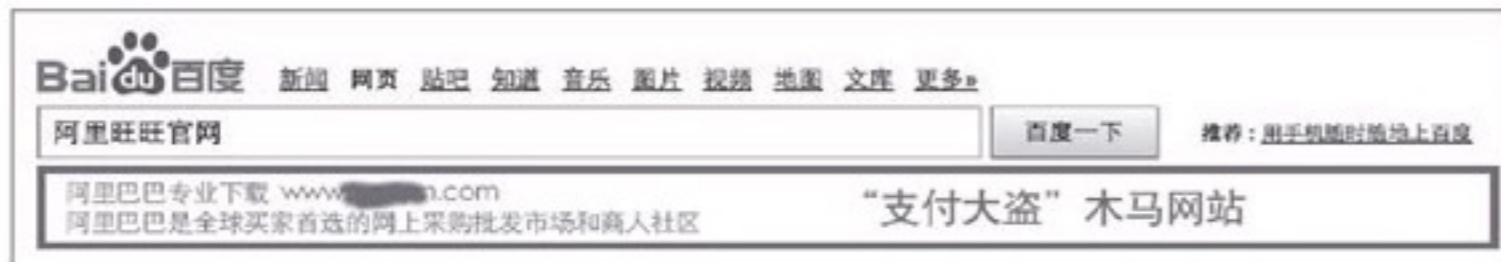 Bai du 百度 新闻 网页 贴吧 知道 音乐 图片 视频 地图 文库 更多»
阿里旺旺官网 百度一下 推荐：用手机随时随地上百度
阿里巴巴专业下载 www n.com “支付大盗”木马网站
阿里巴巴是全球买家首选的网上采购批发市场和商人社区